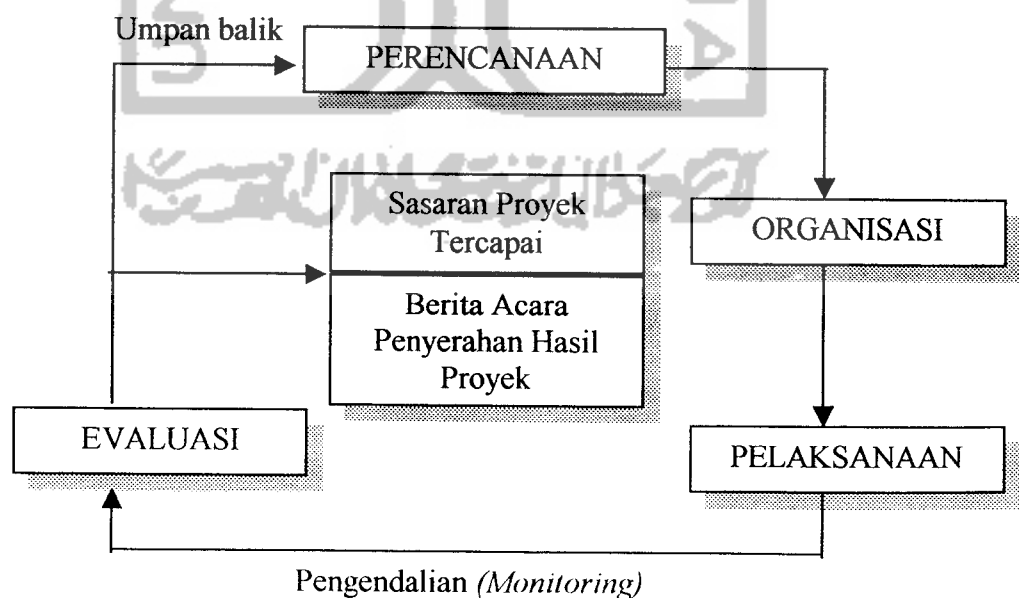 Umpan balik
PERENCANAAN
Sasaran Proyek
Tercapai
ORGANISASI
Berita Acara
Penyerahan Hasil
Proyek
EVALUASI
PELAKSANAAN
Pengendalian (Monitoring)